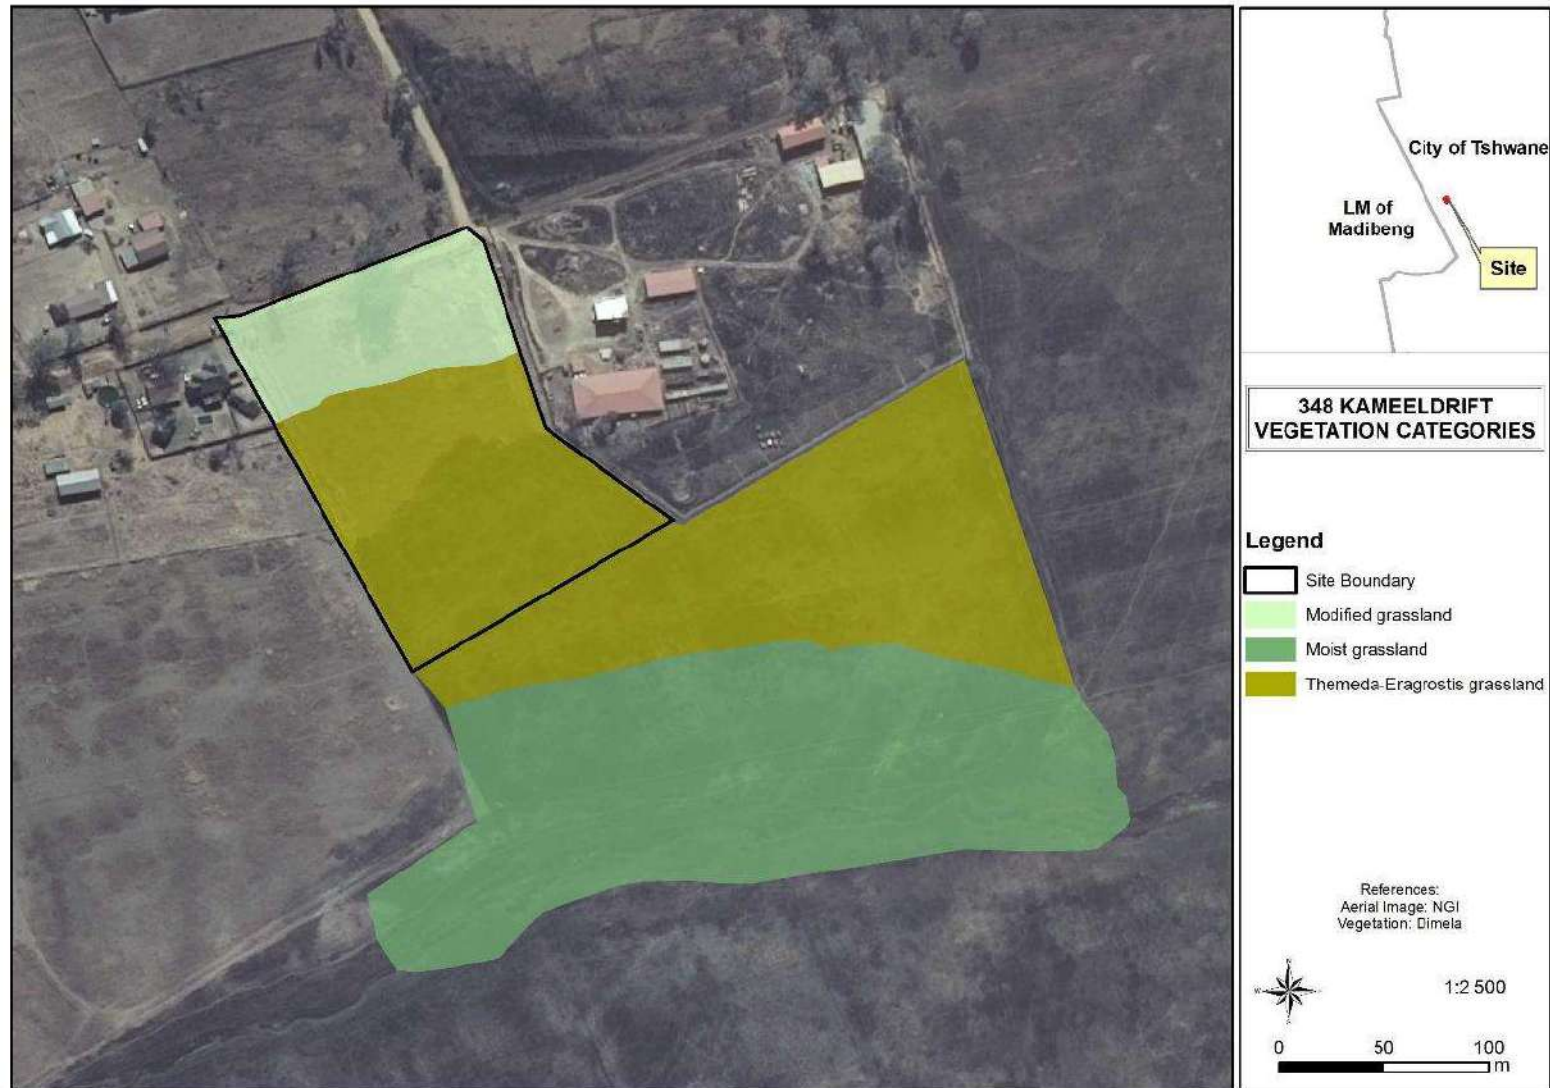 City of Tshwane
LM of
Madibeng
Site
348 KAMEELDRIFT
VEGETATION CATEGORIES
Legend
Site Boundary
Modified grassland
Moist grassland
Themeda-Eragrostis grassland
References:
Aerial Image: NGI
Vegetation: Dimela
N
W
S
1:2 500
0 50 100
m